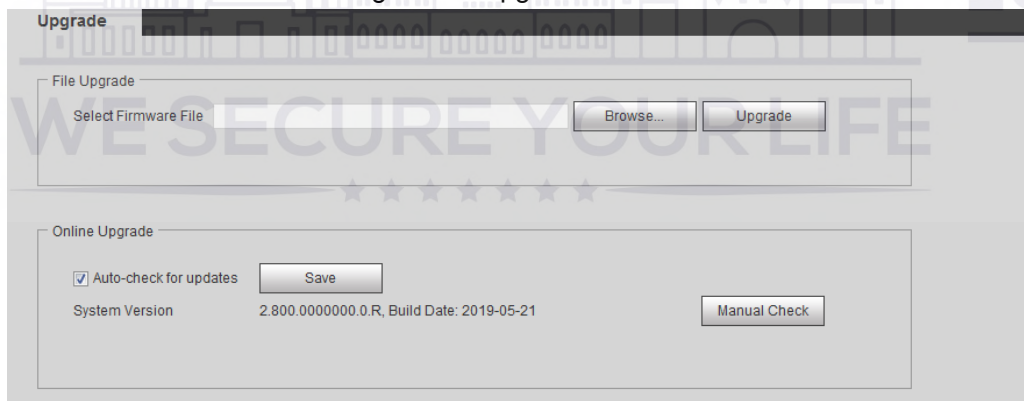 Upgrade
File Upgrade
Select Firmware File
Browse...
Upgrade
WE SECURE YOUR LIFE
Online Upgrade
Auto-check for updates
Save
System Version
2.800.0000000.0.R, Build Date: 2019-05-21
Manual Check